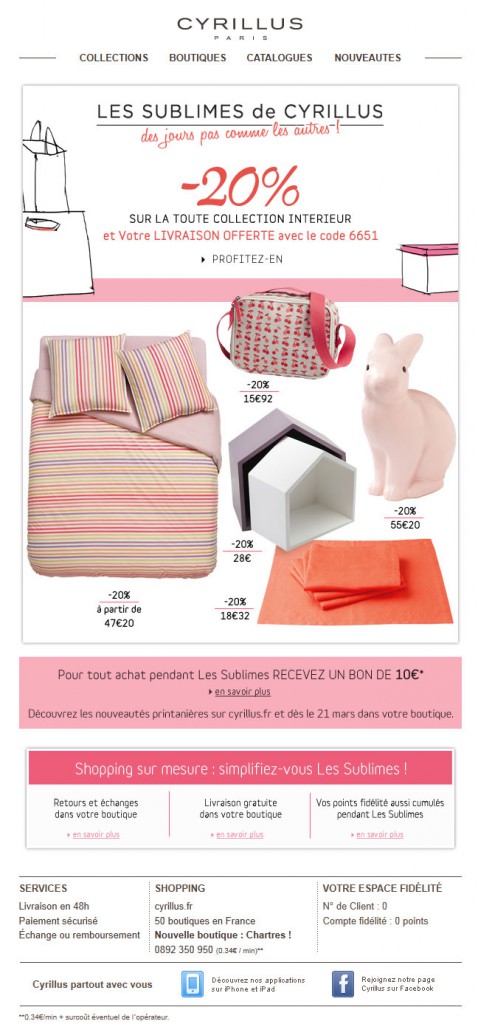 CYRILLUS
PARIS
COLLECTIONS BOUTIQUES CATALOGUES NOUVEAUTES
LES SUBLIMES de CYRILLUS
des jours pas comme les autres !
-20%
SUR LA TOUTE COLLECTION INTERIEUR
et Votre LIVRAISON OFFERTE avec le code 6651
PROFITEZ-EN
-20%
15€92
-20%
55€20
-20%
28€
-20%
à partir de
47€20
-20%
18€32
Pour tout achat pendant Les Sublimes RECEVEZ UN BON DE 10€*
en savoir plus
Découvrez les nouveautés printanières sur cyrillus.fr et dès le 21 mars dans votre boutique.
Shopping sur mesure : simplifiez-vous Les Sublimes !
Retours et échanges
dans votre boutique
en savoir plus
Livraison gratuite
dans votre boutique
en savoir plus
Vos points fidélité aussi cumulés
pendant Les Sublimes
en savoir plus
SERVICES
Livraison en 48h
Paiement sécurisé
Échange ou remboursement
SHOPPING
cyrillus.fr
50 boutiques en France
Nouvelle boutique : Chartres !
0892 350 950 (0.34€ / min)**
VOTRE ESPACE FIDÉLITÉ
N° de Client : 0
Compte fidélité : 0 points
Cyrillus partout avec vous
Découvrez nos applications
sur iPhone et iPad
Rejoignez notre page
Cyrillus sur Facebook
**0.34€/min + surcoût éventuel de l'opérateur.